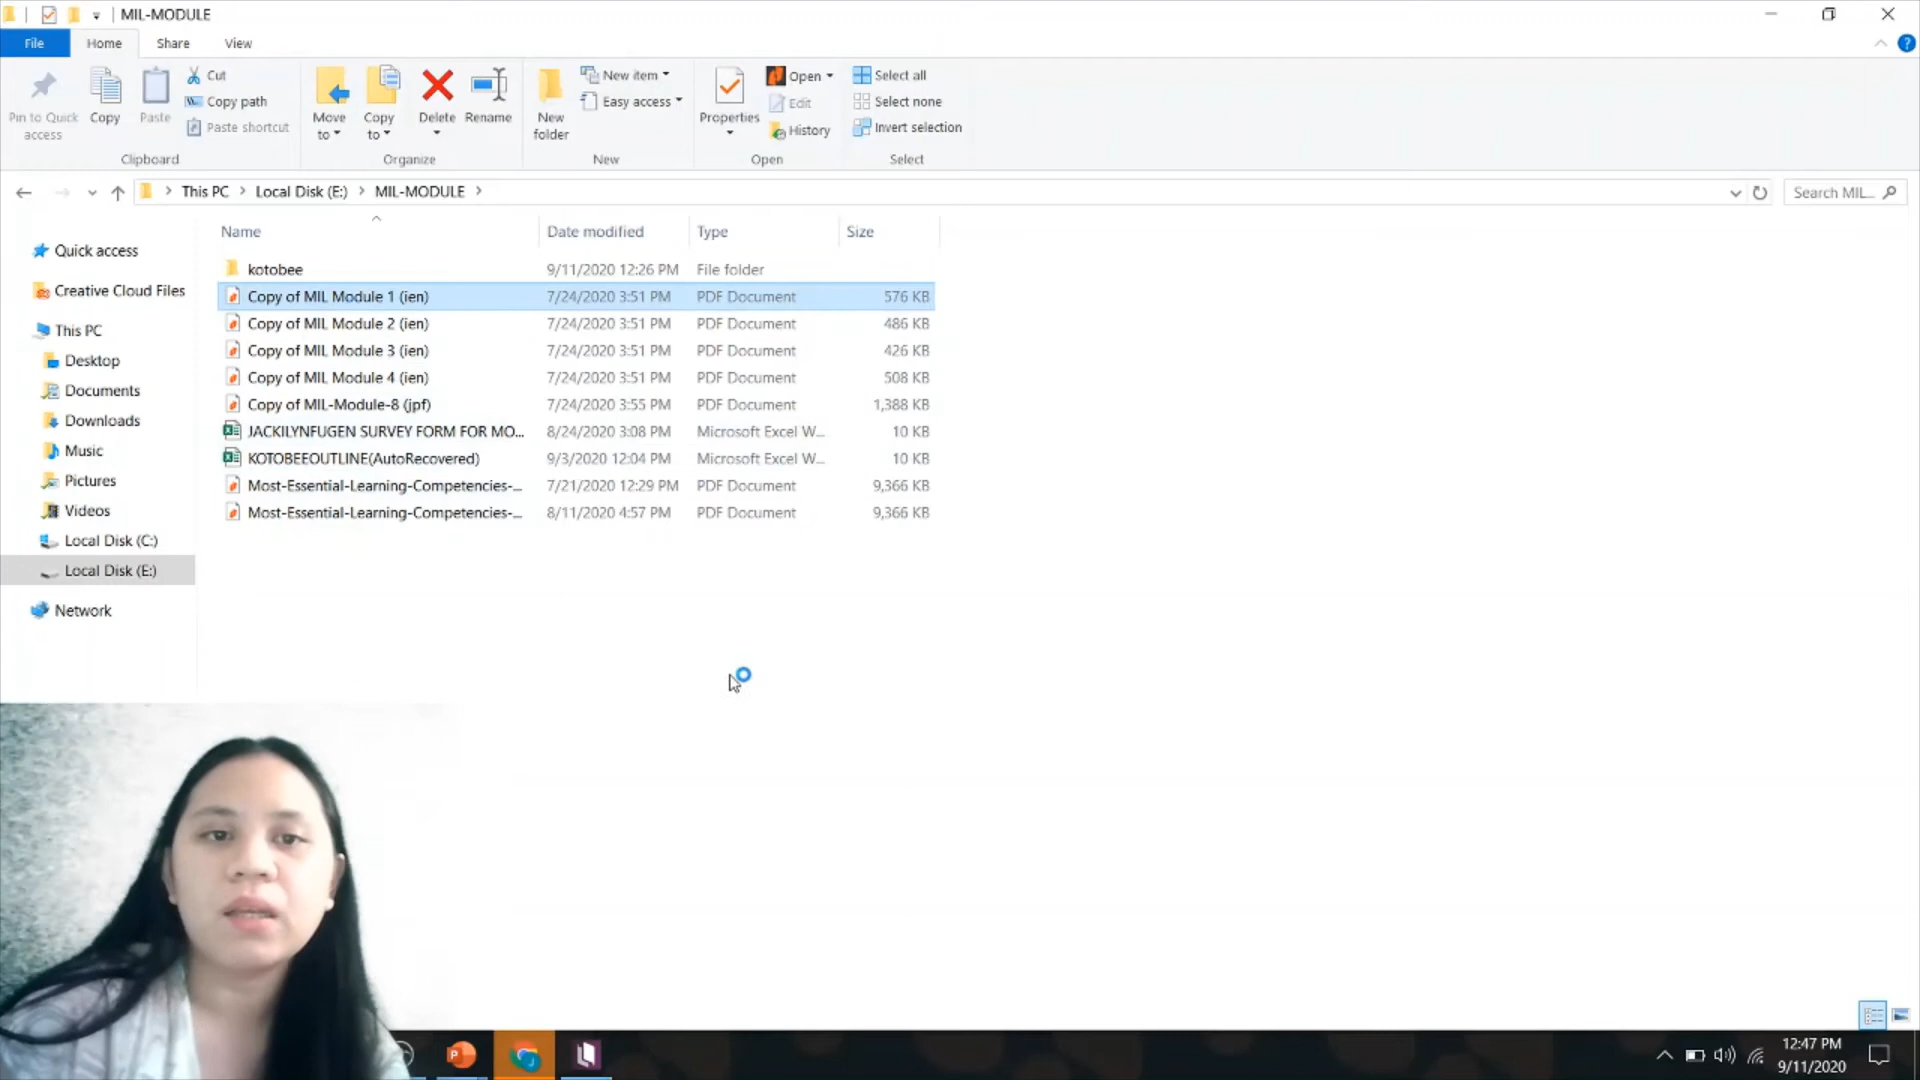 MIL-MODULE
File Home Share View
Pin to Quick access
Copy
Paste
Cut
Copy path
Paste shortcut
Clipboard
Move to
Copy to
Delete
Rename
Organize
New folder
New item
Easy access
New
Properties
Open
Edit
History
Open
Select all
Select none
Invert selection
Select
This PC > Local Disk (E:) > MIL-MODULE >
Search MIL...
Quick access
Creative Cloud Files
This PC
Desktop
Documents
Downloads
Music
Pictures
Videos
Local Disk (C:)
Local Disk (E:)
Network
Name Date modified Type Size
kotobee 9/11/2020 12:26 PM File folder
Copy of MIL Module 1 (ien) 7/24/2020 3:51 PM PDF Document 576 KB
Copy of MIL Module 2 (ien) 7/24/2020 3:51 PM PDF Document 486 KB
Copy of MIL Module 3 (ien) 7/24/2020 3:51 PM PDF Document 426 KB
Copy of MIL Module 4 (ien) 7/24/2020 3:51 PM PDF Document 508 KB
Copy of MIL-Module-8 (jpf) 7/24/2020 3:55 PM PDF Document 1,388 KB
JACKILYNFUGEN SURVEY FORM FOR MO... 8/24/2020 3:08 PM Microsoft Excel W... 10 KB
KOTOBEEOUTLINE(AutoRecovered) 9/3/2020 12:04 PM Microsoft Excel W... 10 KB
Most-Essential-Learning-Competencies-... 7/21/2020 12:29 PM PDF Document 9,366 KB
Most-Essential-Learning-Competencies-... 8/11/2020 4:57 PM PDF Document 9,366 KB
12:47 PM
9/11/2020